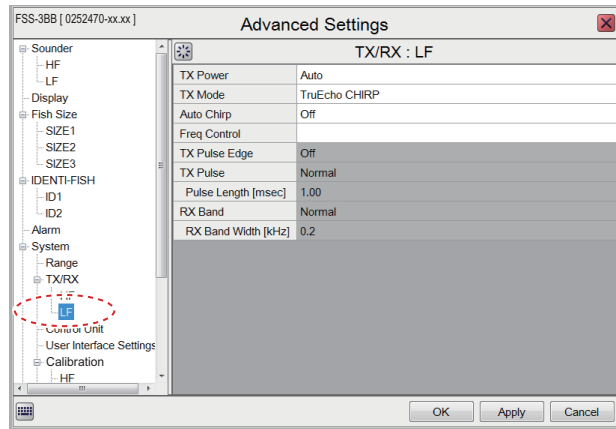 FSS-3BB [ 0252470-xx.xx ]
Advanced Settings
Sounder
HF
LF
Display
Fish Size
SIZE1
SIZE2
SIZE3
IDENTI-FISH
ID1
ID2
Alarm
System
Range
TX/RX
HF
LF
Control Unit
User Interface Settings
Calibration
HF
TX/RX : LF
TX Power Auto
TX Mode TruEcho CHIRP
Auto Chirp Off
Freq Control
TX Pulse Edge Off
TX Pulse Normal
Pulse Length [msec] 1.00
RX Band Normal
RX Band Width [kHz] 0.2
OK Apply Cancel